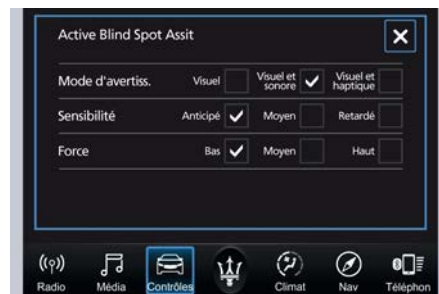 Active Blind Spot Assit
Mode d'avertiss. Visuel Visuel et sonore Visuel et haptique
Sensibilité Anticipé Moyen Retardé
Force Bas Moyen Haut
Radio Média Contrôles Climat Nav Téléphon